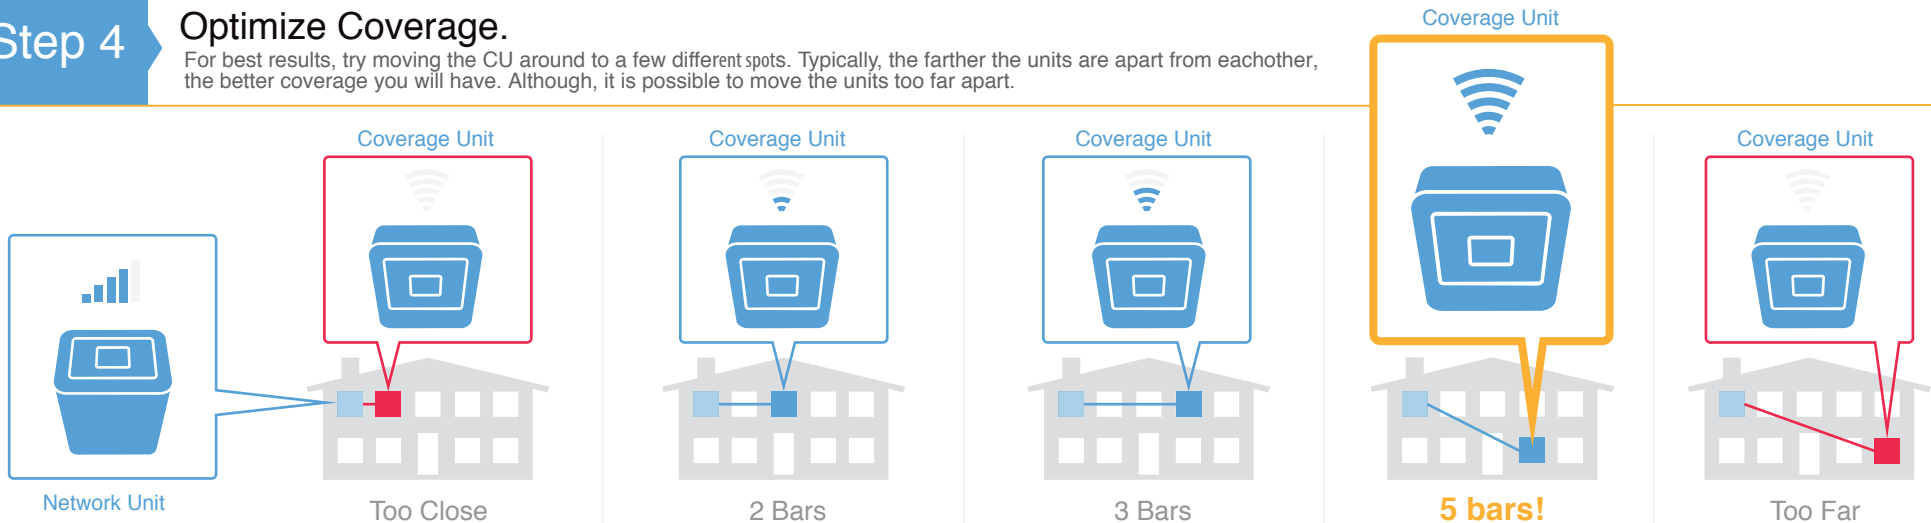 Step 4
Optimize Coverage.
For best results, try moving the CU around to a few different spots. Typically, the farther the units are apart from eachother,
the better coverage you will have. Although, it is possible to move the units too far apart.
Coverage Unit
Coverage Unit
Coverage Unit
Coverage Unit
Coverage Unit
Network Unit
Too Close
2 Bars
3 Bars
5 bars!
Too Far